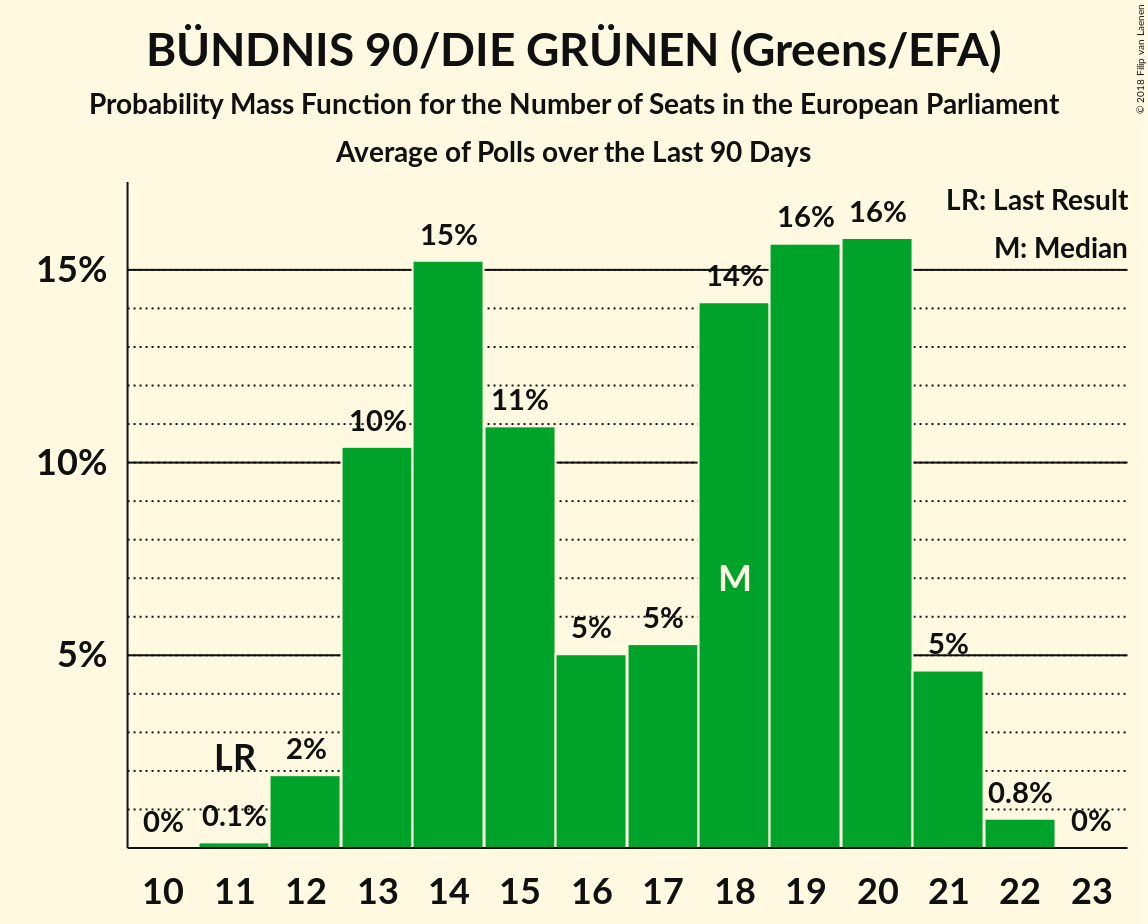 BÜNDNIS 90/DIE GRÜNEN (Greens/EFA)
Probability Mass Function for the Number of Seats in the European Parliament
Average of Polls over the Last 90 Days
© 2018 Filip van Laenen
LR: Last Result
M: Median
15%
10%
5%
0%
0.1%
LR
2%
10%
15%
11%
5%
5%
14%
M
16%
16%
5%
0.8%
0%
10 11 12 13 14 15 16 17 18 19 20 21 22 23